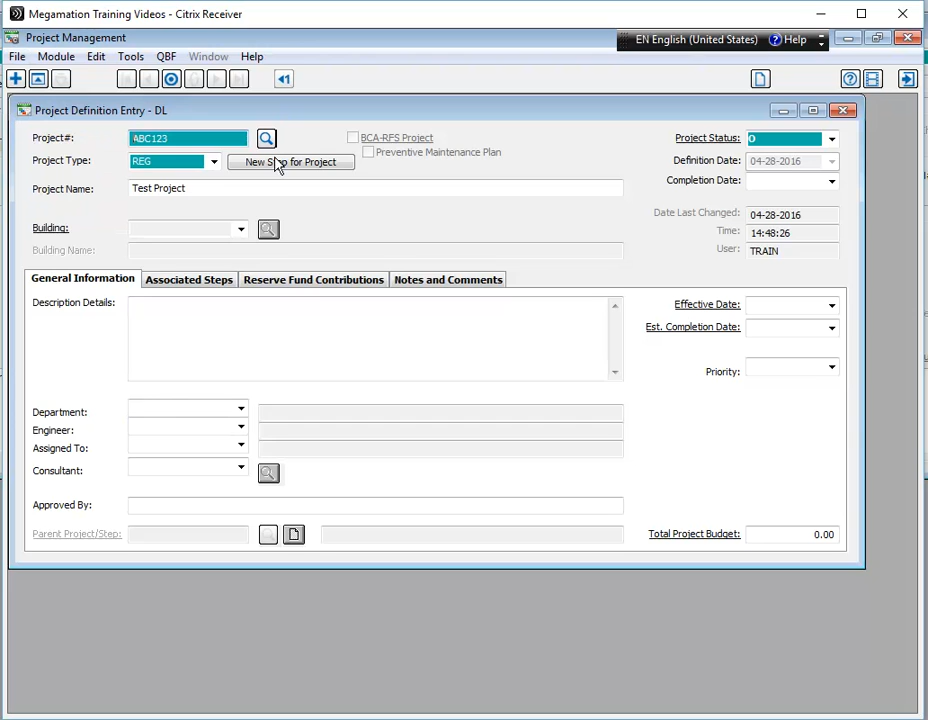 Megamation Training Videos - Citrix Receiver
Project Management
EN English (United States) Help
File Module Edit Tools QBF Window Help
Project Definition Entry - DL
Project#: ABC123 BCA-RFS Project Project Status: O
Preventive Maintenance Plan
Project Type: REG New Step for Project Definition Date: 04-28-2016
Completion Date:
Project Name: Test Project
Date Last Changed: 04-28-2016
Building: Time: 14:48:26
Building Name: User: TRAIN
General Information Associated Steps Reserve Fund Contributions Notes and Comments
Description Details: Effective Date:
Est. Completion Date:
Priority:
Department:
Engineer:
Assigned To:
Consultant:
Approved By:
Parent Project/Step: Total Project Budget: 0.00